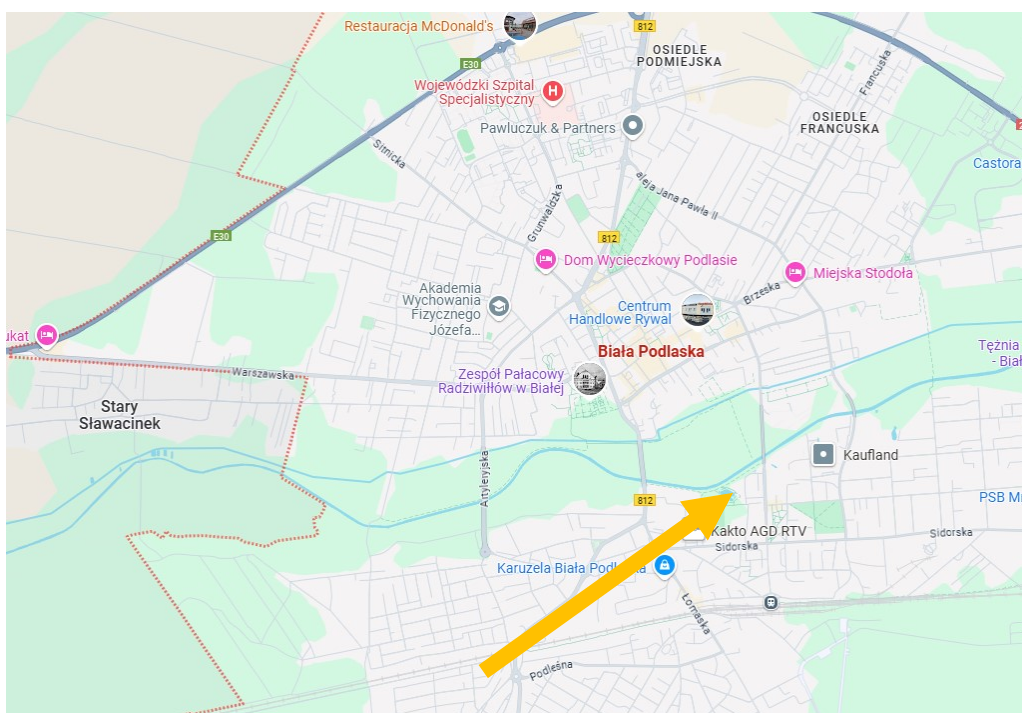 Restauracja McDonald's
812
OSIEDLE
PODMIEJSKA
E30
Wojewódzki Szpital
Specjalistyczny
Francuska
Pawluczuk & Partners
OSIEDLE
FRANCUSKA
Sitnicka
Castora
aleja Jana Pawła II
Grunwaldzka
E30
812
Dom Wycieczkowy Podlasie
Miejska Stodoła
Akademia
Wychowania
Fizycznego
Józefa...
Brzeska
Centrum
Handlowe Rywal
ukat
Biała Podlaska
Tężnia
- Biał
Warszawska
Zespół Pałacowy
Radziwiłłów w Białej
Stary
Sławacinek
Kaufland
Artyleryjska
812
PSB M
Kakto AGD RTV
Sidorska
Sidorska
Karuzela Biała Pod
Łomaska
Podleśna